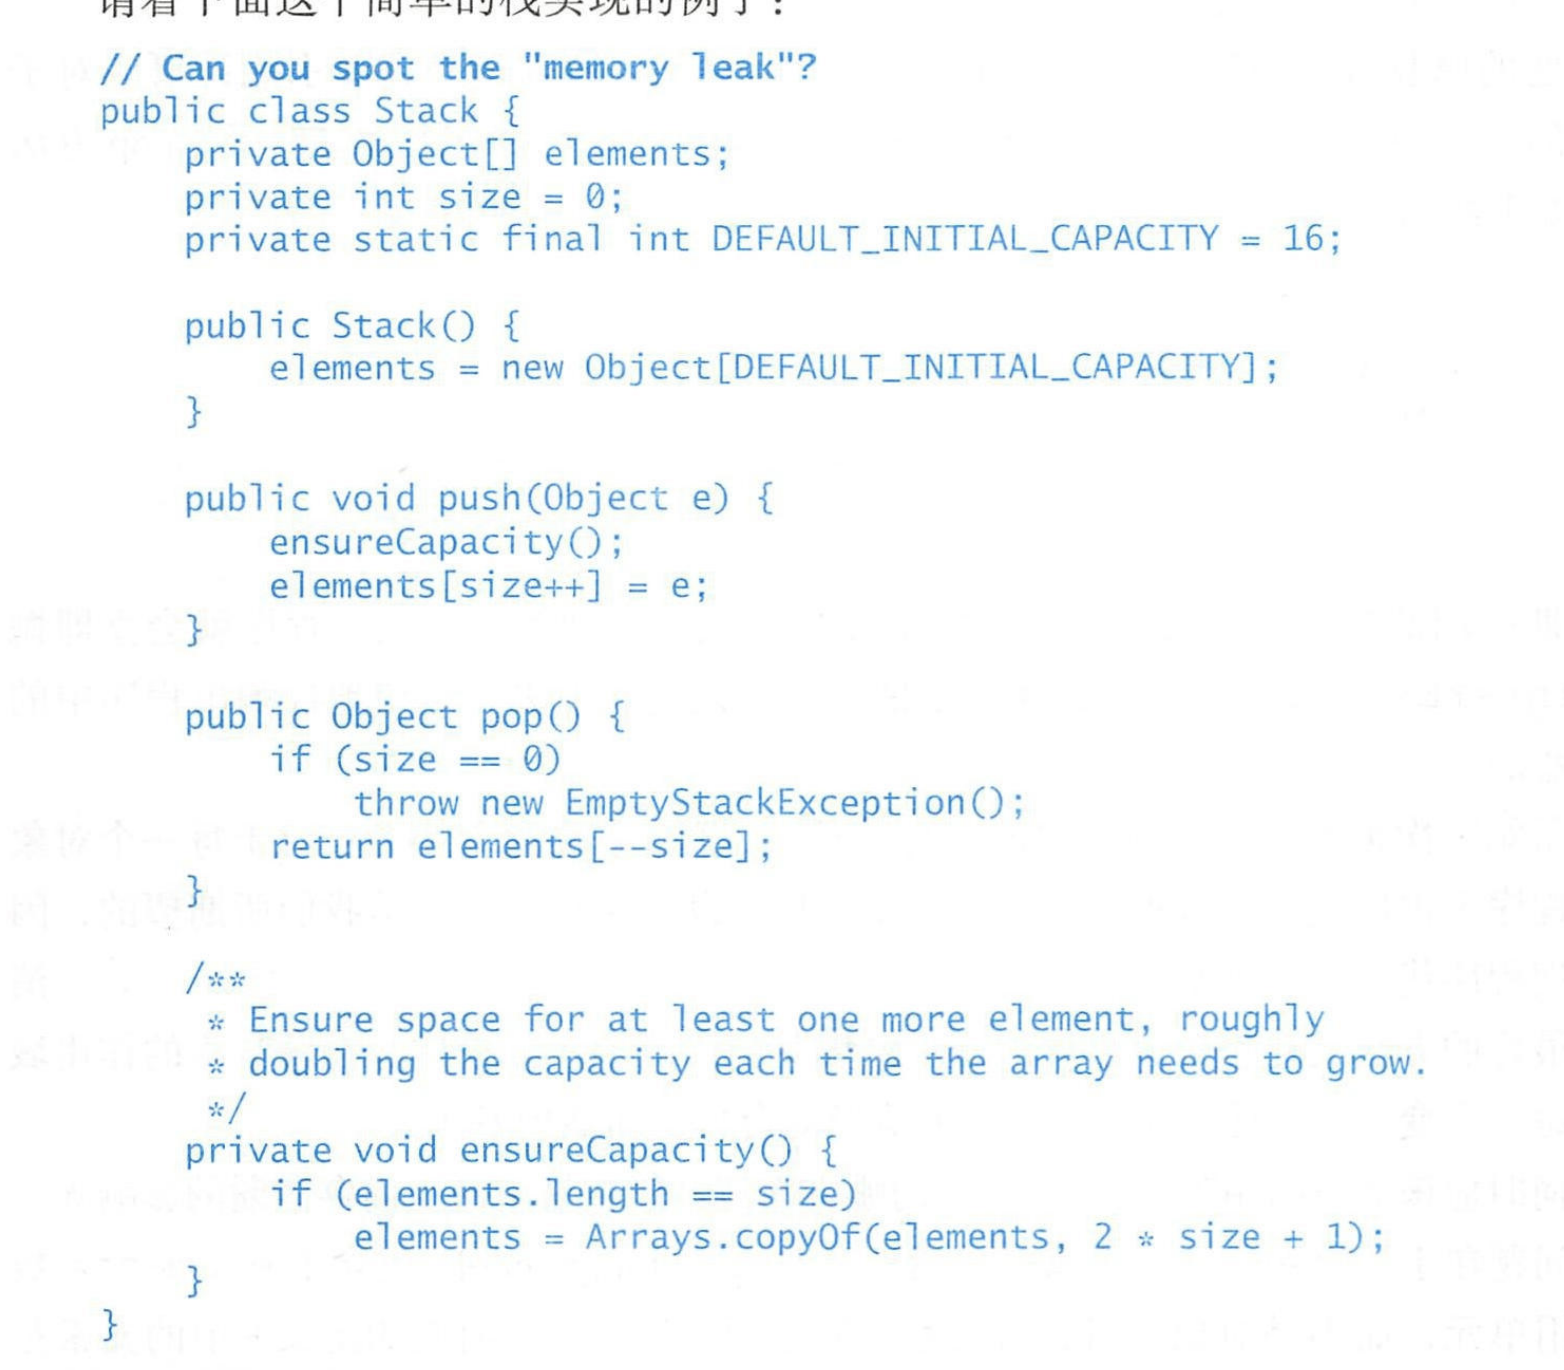 请看下面这个简单的栈实现的例子：
// Can you spot the "memory leak"?
public class Stack {
    private Object[] elements;
    private int size = 0;
    private static final int DEFAULT_INITIAL_CAPACITY = 16;

    public Stack() {
        elements = new Object[DEFAULT_INITIAL_CAPACITY];
    }

    public void push(Object e) {
        ensureCapacity();
        elements[size++] = e;
    }

    public Object pop() {
        if (size == 0)
            throw new EmptyStackException();
        return elements[--size];
    }

    /**
     * Ensure space for at least one more element, roughly
     * doubling the capacity each time the array needs to grow.
     */
    private void ensureCapacity() {
        if (elements.length == size)
            elements = Arrays.copyOf(elements, 2 * size + 1);
    }
}